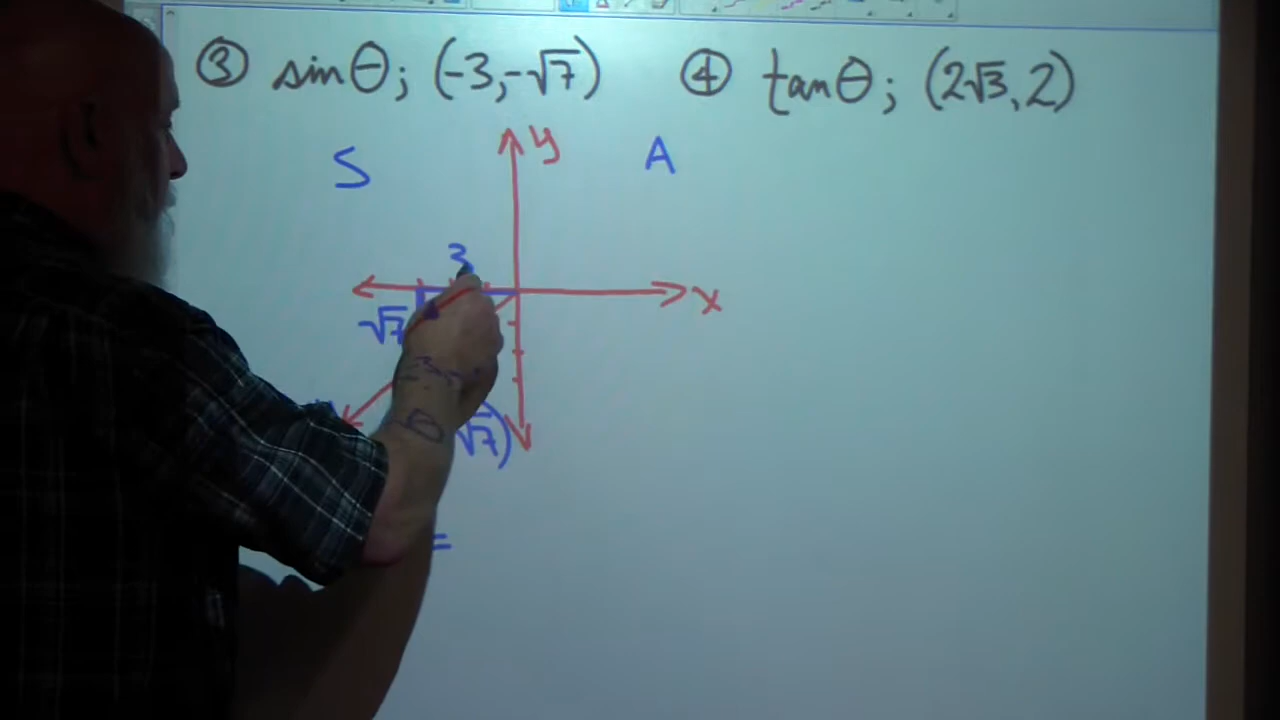 ③ sinθ; (-3,-√7) ④ tanθ; (2√3, 2)
y
S A
3
x
√7
√7)
=